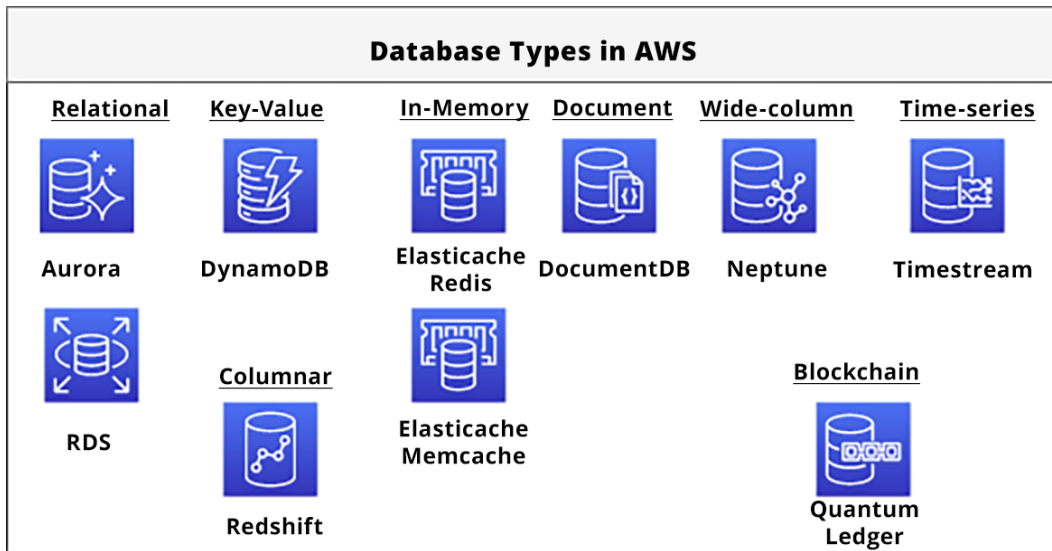 Database Types in AWS
Relational
Key-Value
In-Memory
Document
Wide-column
Time-series
Aurora
DynamoDB
Elasticache
Redis
DocumentDB
Neptune
Timestream
RDS
Columnar
Redshift
Elasticache
Memcache
Blockchain
Quantum
Ledger